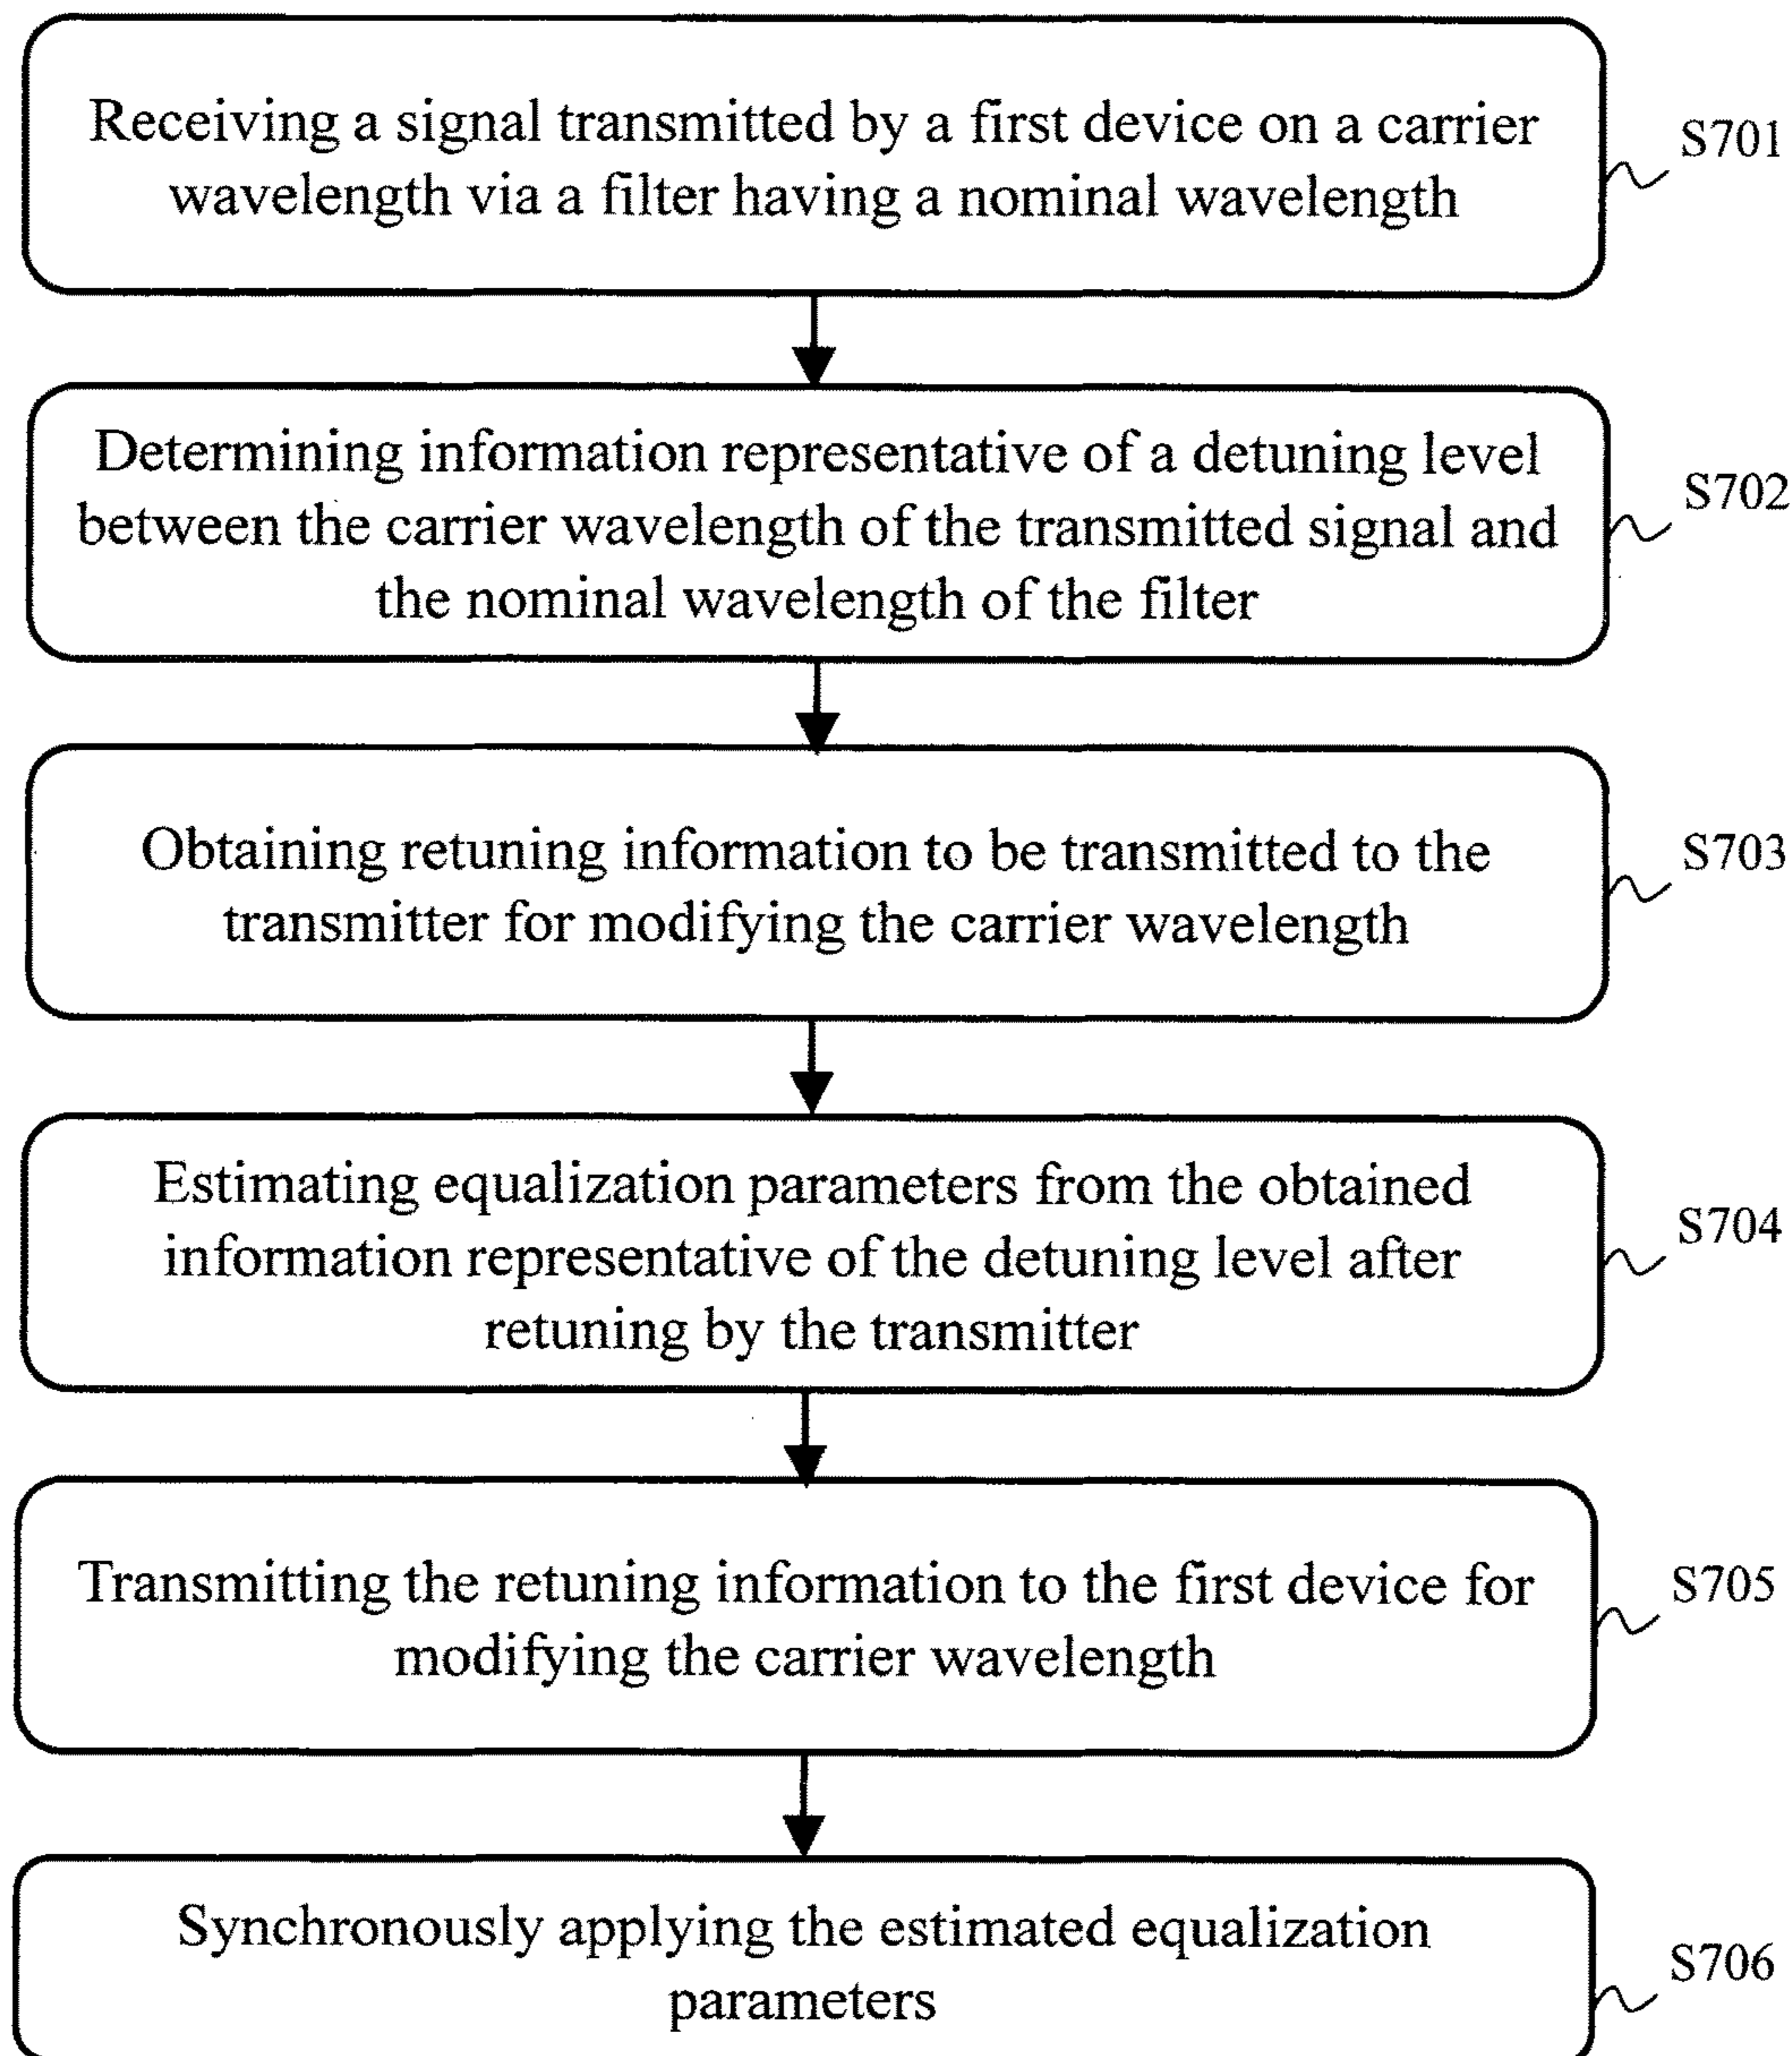 Receiving a signal transmitted by a first device on a carrier
wavelength via a filter having a nominal wavelength
S701
Determining information representative of a detuning level
between the carrier wavelength of the transmitted signal and
the nominal wavelength of the filter
S702
Obtaining retuning information to be transmitted to the
transmitter for modifying the carrier wavelength
S703
Estimating equalization parameters from the obtained
information representative of the detuning level after
retuning by the transmitter
S704
Transmitting the retuning information to the first device for
modifying the carrier wavelength
S705
Synchronously applying the estimated equalization
parameters
S706